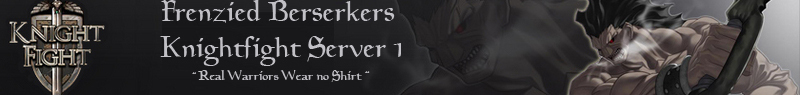 KNIGHT
FIGHT
Frenzied Berserkers
Knightfight Server 1
"Real Warriors Wear no Shirt"